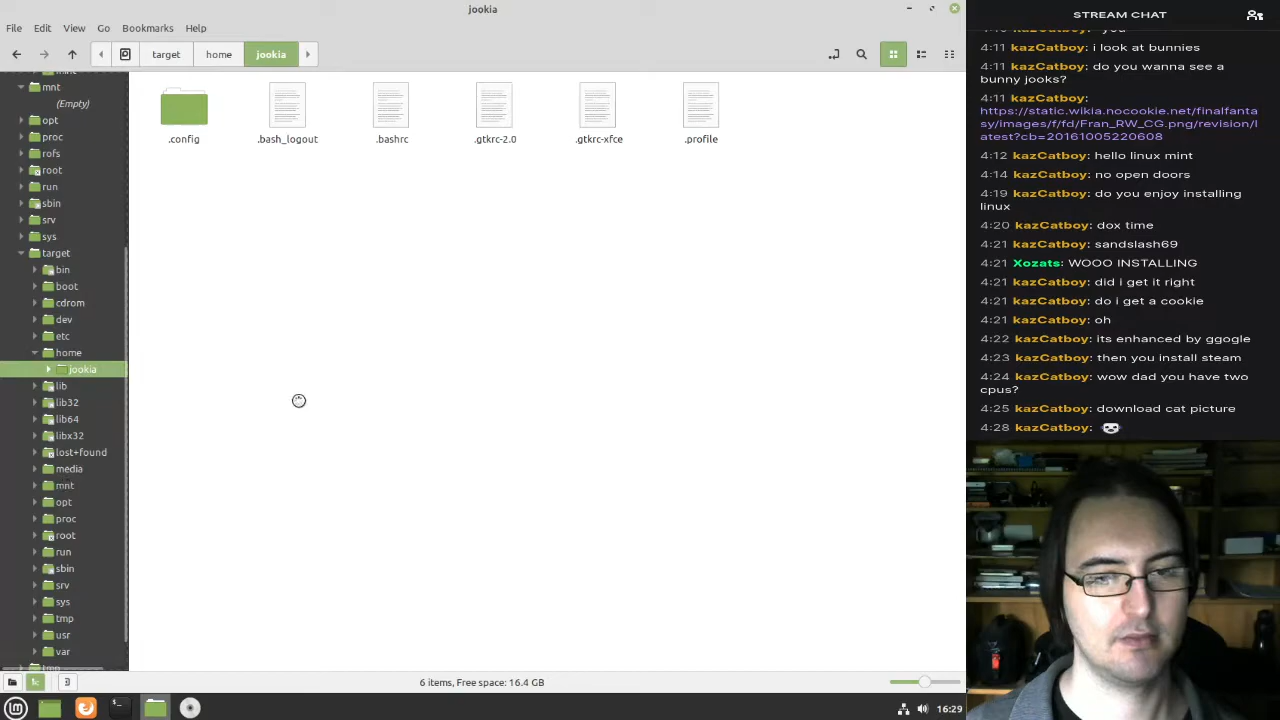 jookia
File Edit View Go Bookmarks Help
target home jookia
mnt
(Empty)
opt
proc
rofs
root
run
sbin
srv
sys
target
bin
boot
cdrom
dev
etc
home
jookia
lib
lib32
lib64
libx32
lost+found
media
mnt
opt
proc
root
run
sbin
srv
sys
tmp
usr
var
tmp
.config .bash_logout .bashrc .gtkrc-2.0 .gtkrc-xfce .profile
6 items, Free space: 16.4 GB
16:29
STREAM CHAT
4:11 kazCatboy: i look at bunnies
4:11 kazCatboy: do you wanna see a
bunny jooks?
4:11 kazCatboy:
https://static.wikia.nocookie.net/finalfanta
sy/images/f/fd/Fran_RW_CG.png/revision/l
atest?cb=20161005220608
4:12 kazCatboy: hello linux mint
4:14 kazCatboy: no open doors
4:19 kazCatboy: do you enjoy installing
linux
4:20 kazCatboy: dox time
4:21 kazCatboy: sandslash69
4:21 Xozats: WOOO INSTALLING
4:21 kazCatboy: did i get it right
4:21 kazCatboy: do i get a cookie
4:21 kazCatboy: oh
4:22 kazCatboy: its enhanced by ggogle
4:23 kazCatboy: then you install steam
4:24 kazCatboy: wow dad you have two
cpus?
4:25 kazCatboy: download cat picture
4:28 kazCatboy: